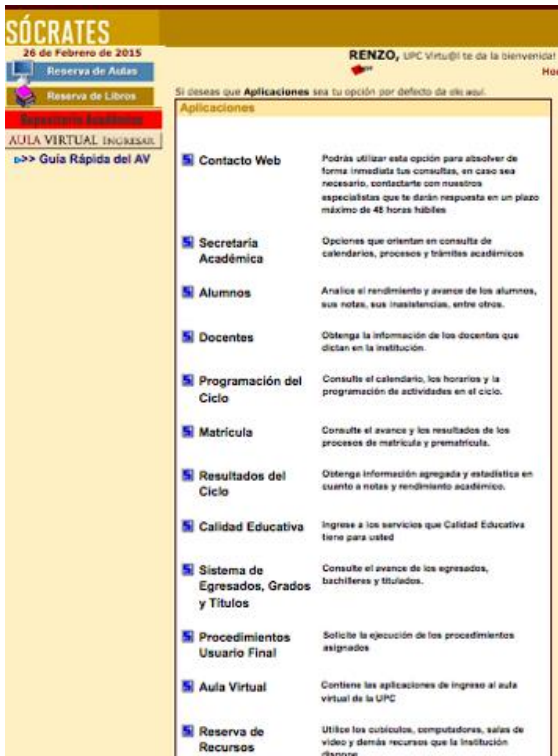 SÓCRATES
26 de Febrero de 2015
Reserva de Aulas
Reserva de Libros
Repositorio Académico
AULA VIRTUAL INGRESAR
>> Guía Rápida del AV
RENZO, UPC Virtu@l te da la bienvenida!
Ho
Si deseas que Aplicaciones sea tu opción por defecto da clic aquí.
Aplicaciones
Contacto Web
Podrás utilizar esta opción para absolver de
forma inmediata tus consultas, en caso sea
necesario, contactarte con nuestros
especialistas que te darán respuesta en un plazo
máximo de 48 horas hábiles
Secretaría
Académica
Opciones que orientan en consulta de
calendarios, procesos y trámites académicos
Alumnos
Analice el rendimiento y avance de los alumnos,
sus notas, sus inasistencias, entre otros.
Docentes
Obtenga la información de los docentes que
dictan en la institución.
Programación del
Ciclo
Consulte el calendario, los horarios y la
programación de actividades en el ciclo.
Matrícula
Consulte el avance y los resultados de los
procesos de matrícula y prematrícula.
Resultados del
Ciclo
Obtenga información agregada y estadística en
cuanto a notas y rendimiento académico.
Calidad Educativa
Ingrese a los servicios que Calidad Educativa
tiene para usted
Sistema de
Egresados, Grados
y Títulos
Consulte el avance de los egresados,
bachilleres y titulados.
Procedimientos
Usuario Final
Solicite la ejecución de los procedimientos
asignados
Aula Virtual
Contiene las aplicaciones de ingreso al aula
virtual de la UPC
Reserva de
Recursos
Utilice los cubículos, computadores, salas de
video y demás recursos que la Institución
dispone